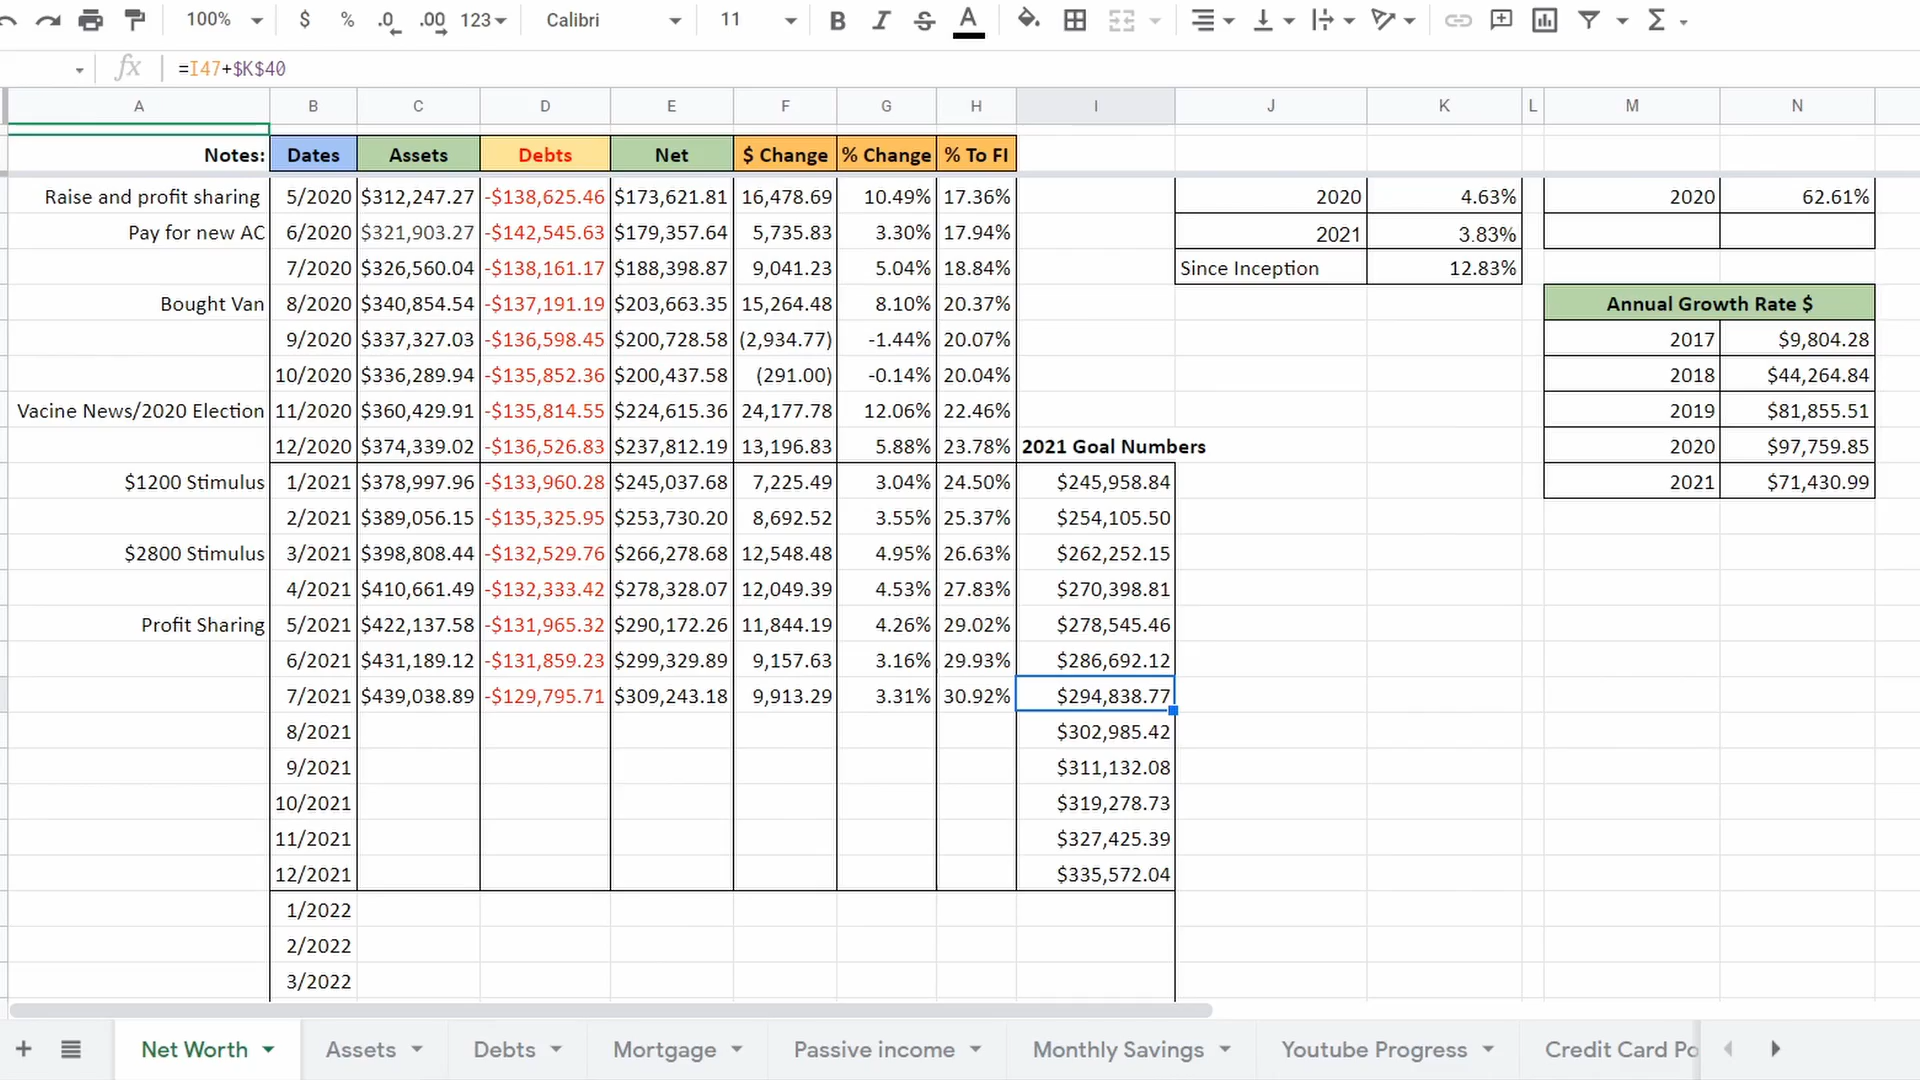 100% $ % .0 .00 123 Calibri 11 B I S A Σ
fx =I47+$K$40
A B C D E F G H I J K L M N
Notes: Dates Assets Debts Net $ Change % Change % To FI
Raise and profit sharing 5/2020 $312,247.27 -$138,625.46 $173,621.81 16,478.69 10.49% 17.36% 2020 4.63% 2020 62.61%
Pay for new AC 6/2020 $321,903.27 -$142,545.63 $179,357.64 5,735.83 3.30% 17.94% 2021 3.83%
7/2020 $326,560.04 -$138,161.17 $188,398.87 9,041.23 5.04% 18.84% Since Inception 12.83%
Bought Van 8/2020 $340,854.54 -$137,191.19 $203,663.35 15,264.48 8.10% 20.37% Annual Growth Rate $
9/2020 $337,327.03 -$136,598.45 $200,728.58 (2,934.77) -1.44% 20.07% 2017 $9,804.28
10/2020 $336,289.94 -$135,852.36 $200,437.58 (291.00) -0.14% 20.04% 2018 $44,264.84
Vacine News/2020 Election 11/2020 $360,429.91 -$135,814.55 $224,615.36 24,177.78 12.06% 22.46% 2019 $81,855.51
12/2020 $374,339.02 -$136,526.83 $237,812.19 13,196.83 5.88% 23.78% 2021 Goal Numbers 2020 $97,759.85
$1200 Stimulus 1/2021 $378,997.96 -$133,960.28 $245,037.68 7,225.49 3.04% 24.50% $245,958.84 2021 $71,430.99
2/2021 $389,056.15 -$135,325.95 $253,730.20 8,692.52 3.55% 25.37% $254,105.50
$2800 Stimulus 3/2021 $398,808.44 -$132,529.76 $266,278.68 12,548.48 4.95% 26.63% $262,252.15
4/2021 $410,661.49 -$132,333.42 $278,328.07 12,049.39 4.53% 27.83% $270,398.81
Profit Sharing 5/2021 $422,137.58 -$131,965.32 $290,172.26 11,844.19 4.26% 29.02% $278,545.46
6/2021 $431,189.12 -$131,859.23 $299,329.89 9,157.63 3.16% 29.93% $286,692.12
7/2021 $439,038.89 -$129,795.71 $309,243.18 9,913.29 3.31% 30.92% $294,838.77
8/2021 $302,985.42
9/2021 $311,132.08
10/2021 $319,278.73
11/2021 $327,425.39
12/2021 $335,572.04
1/2022
2/2022
3/2022
Net Worth Assets Debts Mortgage Passive income Monthly Savings Youtube Progress Credit Card Po